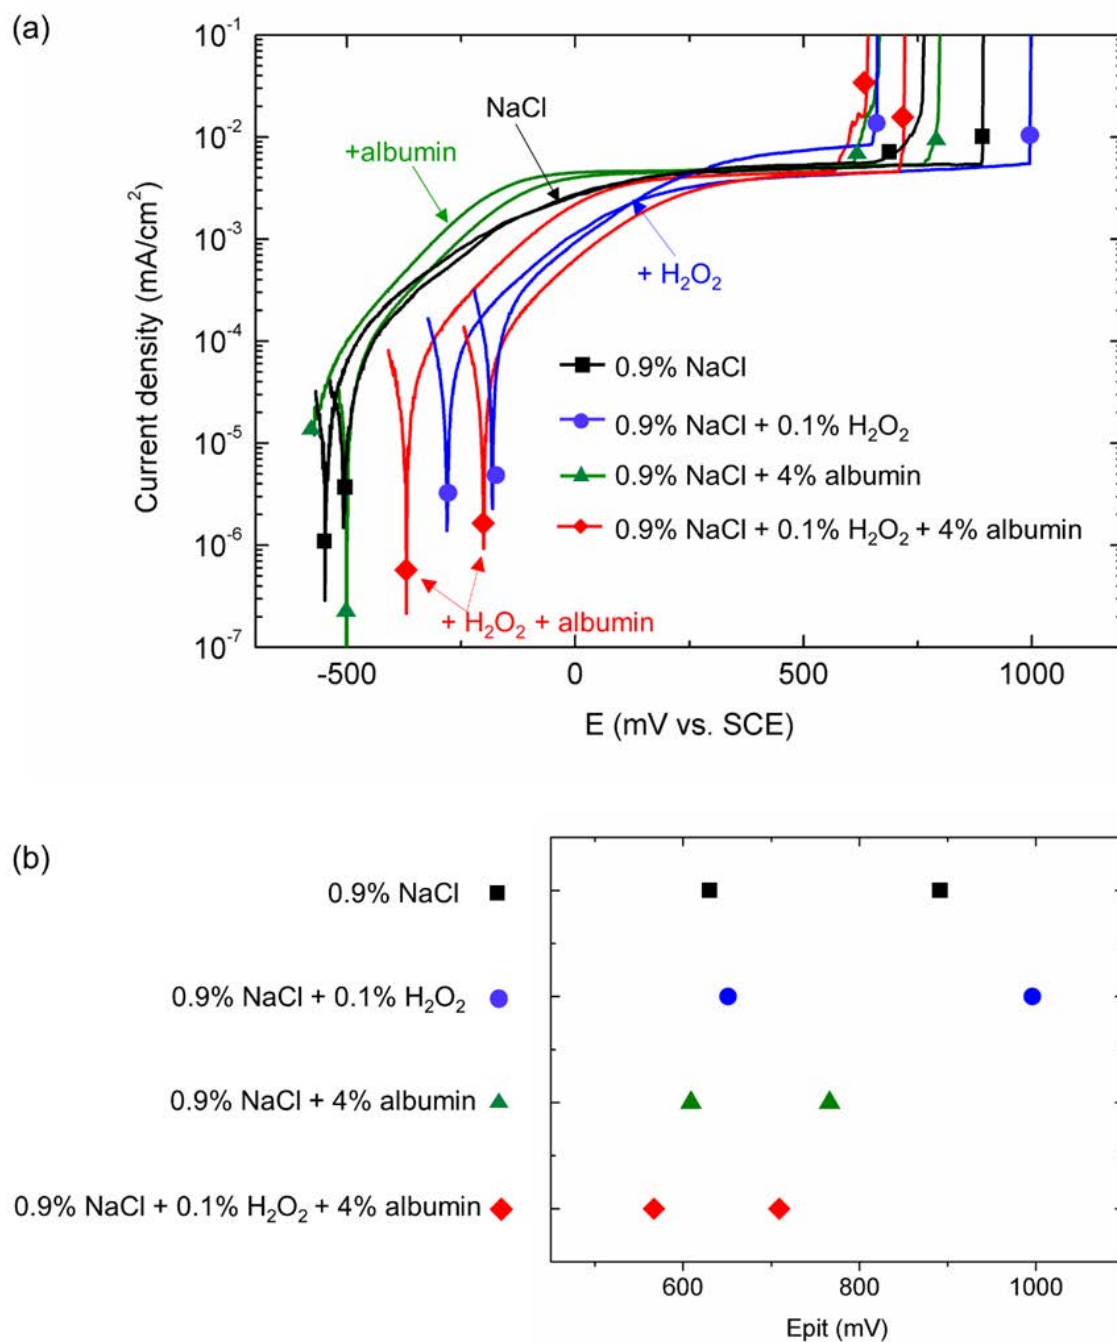 (a)
10⁻¹
10⁻²
10⁻³
10⁻⁴
10⁻⁵
10⁻⁶
10⁻⁷
Current density (mA/cm²)
NaCl
+albumin
+ H₂O₂
0.9% NaCl
0.9% NaCl + 0.1% H₂O₂
0.9% NaCl + 4% albumin
0.9% NaCl + 0.1% H₂O₂ + 4% albumin
+ H₂O₂ + albumin
-500 0 500 1000
E (mV vs. SCE)
(b)
0.9% NaCl
0.9% NaCl + 0.1% H₂O₂
0.9% NaCl + 4% albumin
0.9% NaCl + 0.1% H₂O₂ + 4% albumin
600 800 1000
Epit (mV)